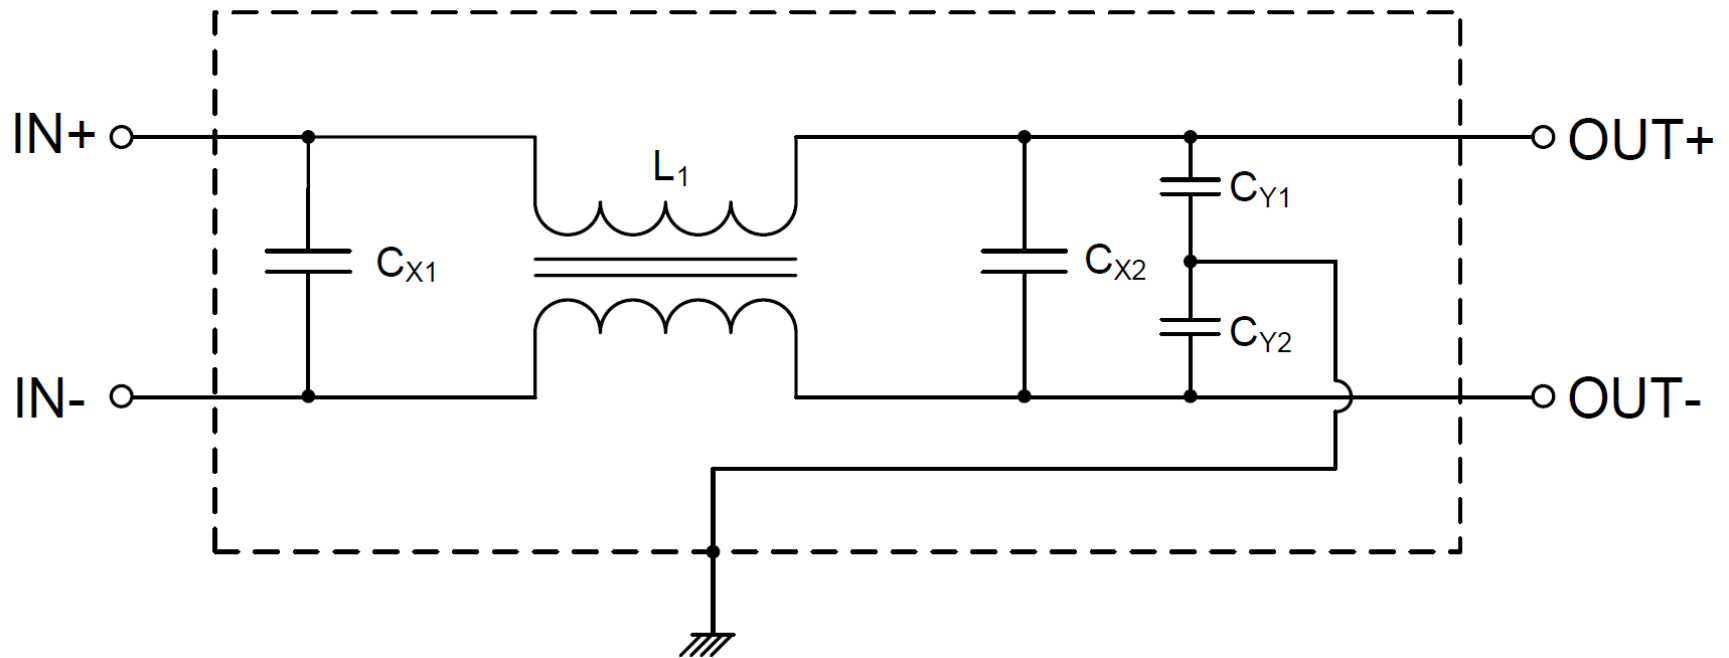 IN+
OUT+
L1
CY1
CX1
CX2
CY2
IN-
OUT-